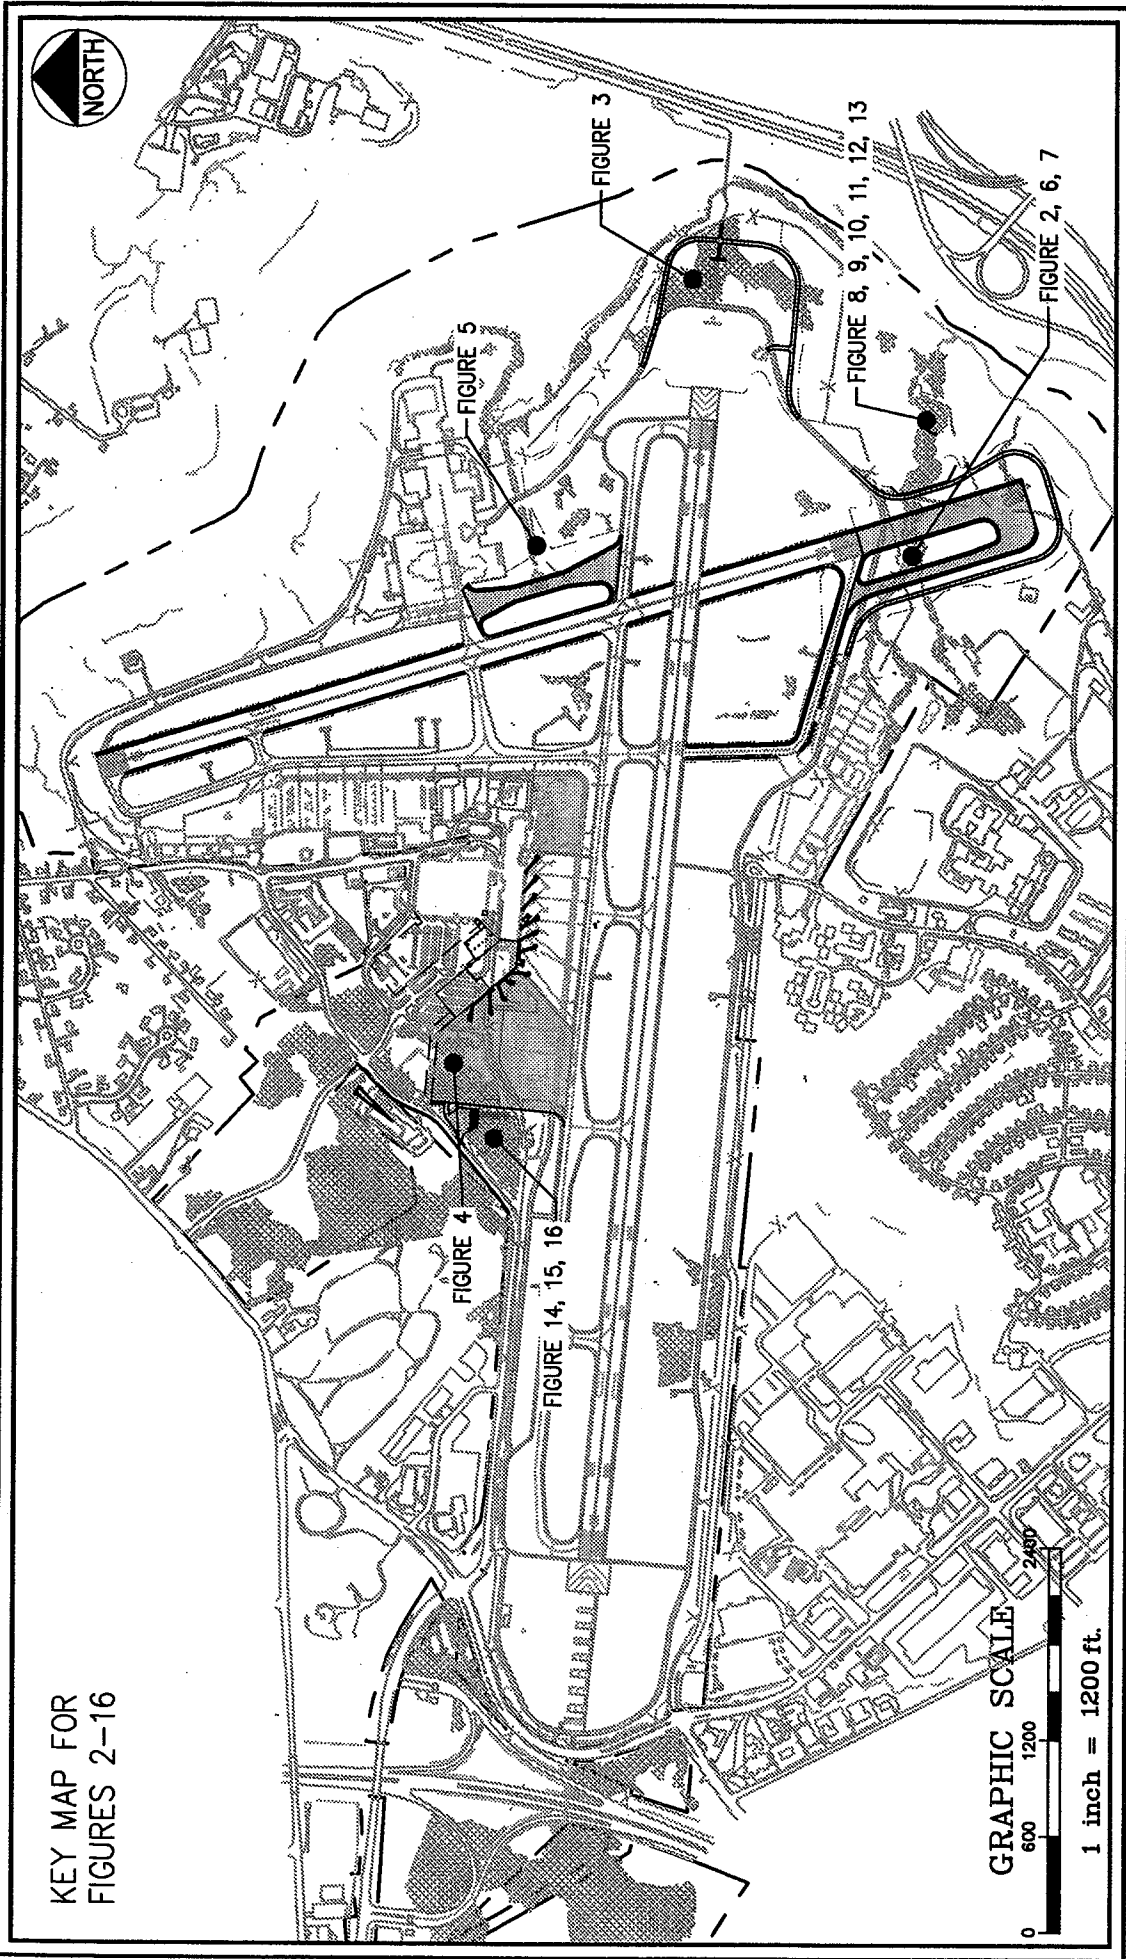 KEY MAP FOR
FIGURES 2-16
NORTH
FIGURE 3
FIGURE 5
FIGURE 8, 9, 10, 11, 12, 13
FIGURE 2, 6, 7
FIGURE 4
FIGURE 14, 15, 16
GRAPHIC SCALE
0 600 1200 2400
1 inch = 1200 ft.